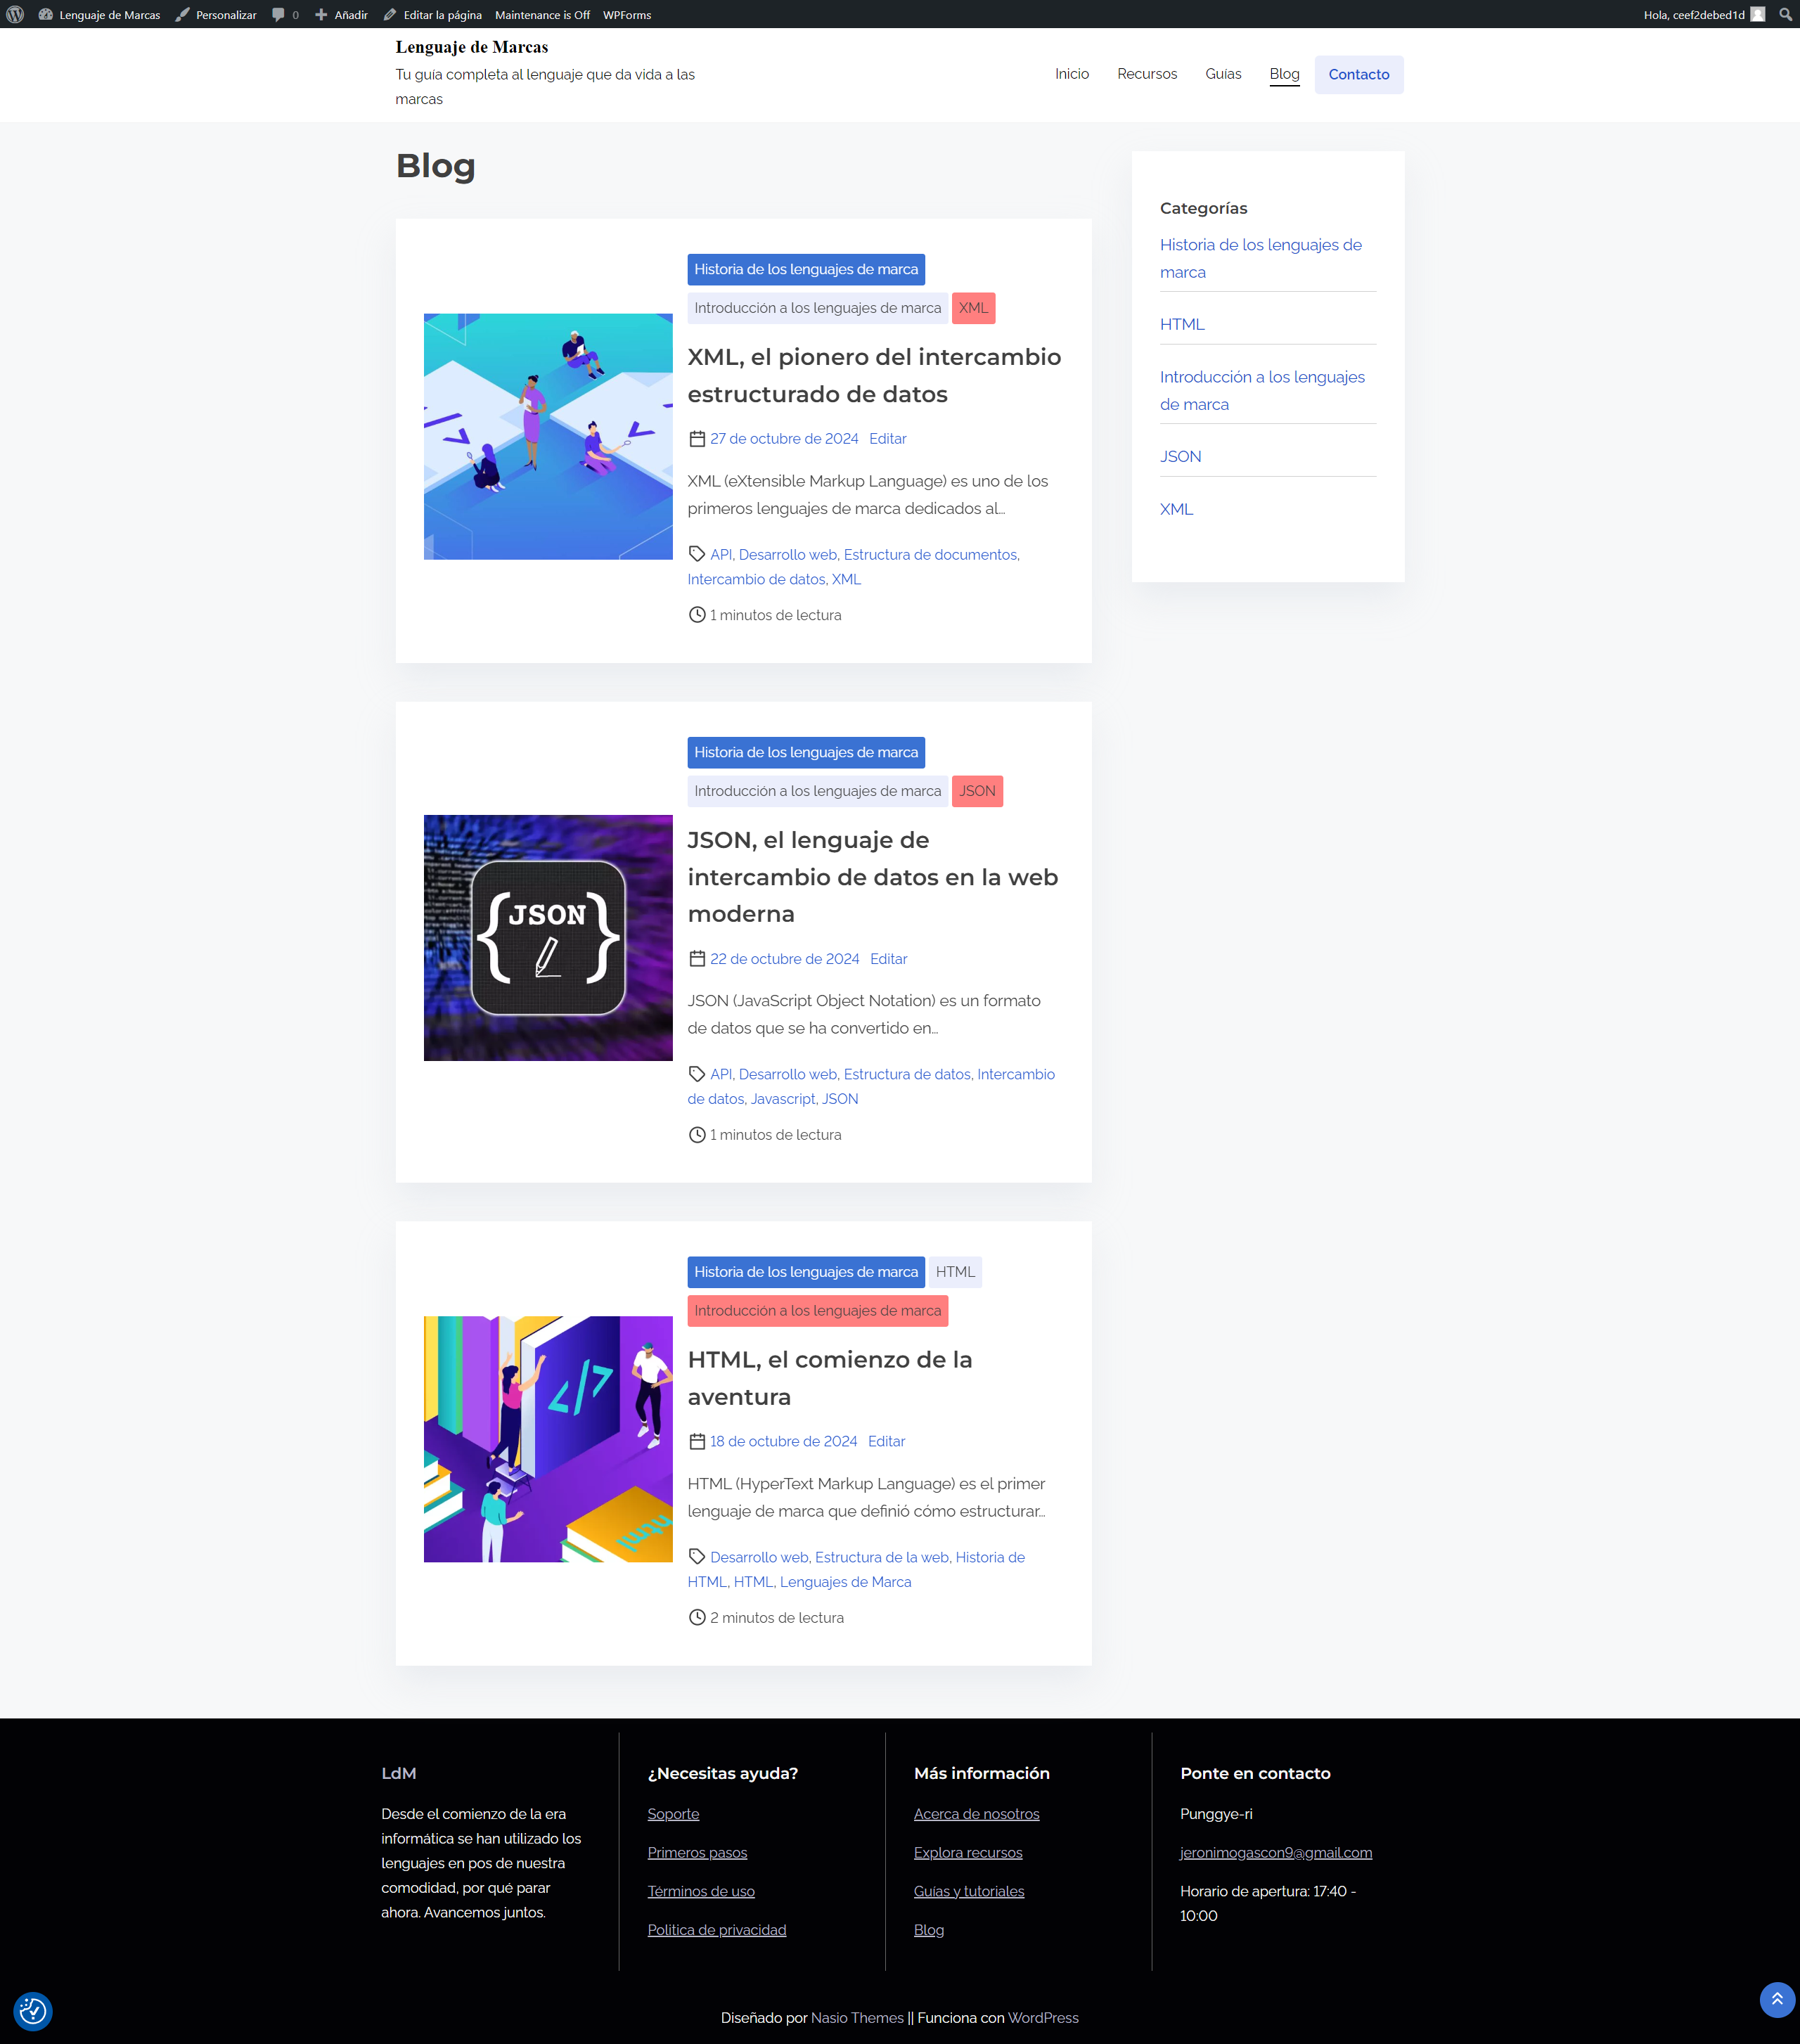 Lenguaje de Marcas Personalizar 0 Añadir Editar la página Maintenance is Off WPForms Hola, ceef2debed1d
Lenguaje de Marcas
Tu guía completa al lenguaje que da vida a las
marcas
Inicio Recursos Guías Blog Contacto
Blog
Historia de los lenguajes de marca
Introducción a los lenguajes de marca XML
XML, el pionero del intercambio
estructurado de datos
27 de octubre de 2024 Editar
XML (eXtensible Markup Language) es uno de los
primeros lenguajes de marca dedicados al…
API, Desarrollo web, Estructura de documentos,
Intercambio de datos, XML
1 minutos de lectura
Historia de los lenguajes de marca
Introducción a los lenguajes de marca JSON
JSON
JSON, el lenguaje de
intercambio de datos en la web
moderna
22 de octubre de 2024 Editar
JSON (JavaScript Object Notation) es un formato
de datos que se ha convertido en…
API, Desarrollo web, Estructura de datos, Intercambio
de datos, Javascript, JSON
1 minutos de lectura
Historia de los lenguajes de marca HTML
Introducción a los lenguajes de marca
</>
html
HTML, el comienzo de la
aventura
18 de octubre de 2024 Editar
HTML (HyperText Markup Language) es el primer
lenguaje de marca que definió cómo estructurar…
Desarrollo web, Estructura de la web, Historia de
HTML, HTML, Lenguajes de Marca
2 minutos de lectura
Categorías
Historia de los lenguajes de
marca
HTML
Introducción a los lenguajes
de marca
JSON
XML
LdM
Desde el comienzo de la era
informática se han utilizado los
lenguajes en pos de nuestra
comodidad, por qué parar
ahora. Avancemos juntos.
¿Necesitas ayuda?
Soporte
Primeros pasos
Términos de uso
Politica de privacidad
Más información
Acerca de nosotros
Explora recursos
Guías y tutoriales
Blog
Ponte en contacto
Punggye-ri
jeronimogascon9@gmail.com
Horario de apertura: 17:40 -
10:00
Diseñado por Nasio Themes || Funciona con WordPress